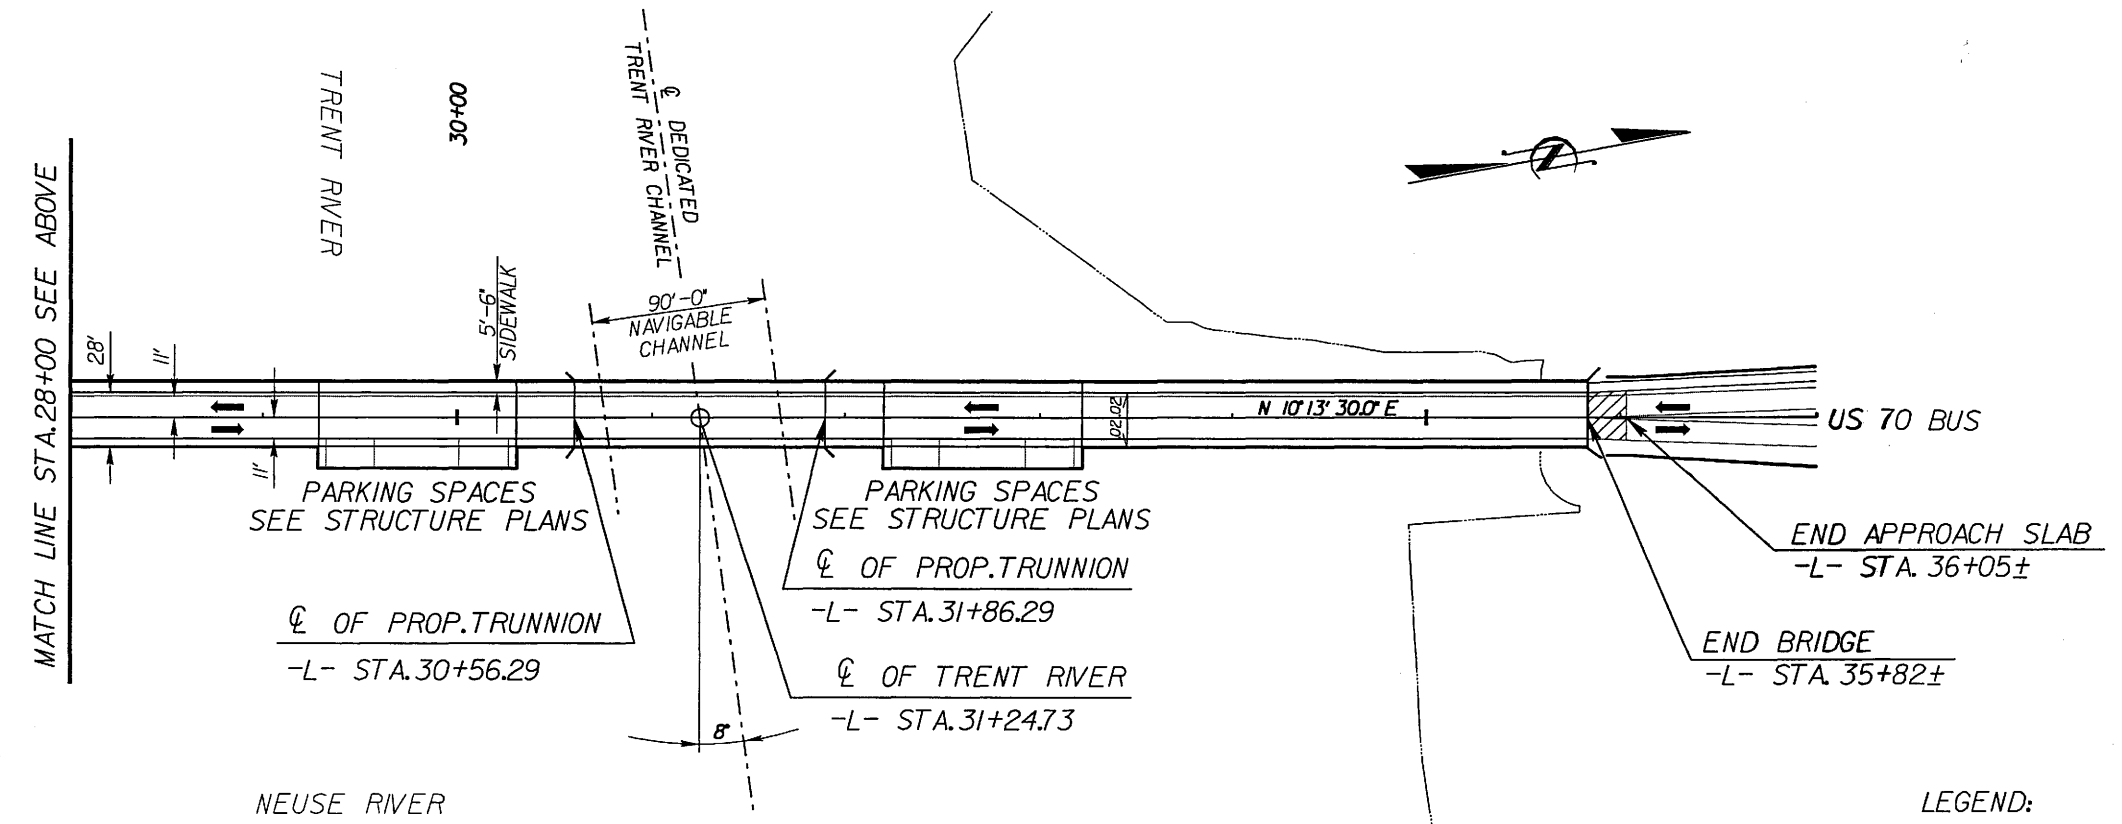 MATCH LINE STA.28+00 SEE ABOVE
TRENT RIVER
30+00
℄ DEDICATED
TRENT RIVER CHANNEL
90'-0"
NAVIGABLE
CHANNEL
5'-6"
SIDEWALK
28'
11'
11'
.02 .02
N 10° 13' 30.0" E
US 70 BUS
PARKING SPACES
SEE STRUCTURE PLANS
PARKING SPACES
SEE STRUCTURE PLANS
℄ OF PROP. TRUNNION
-L- STA.31+86.29
℄ OF PROP. TRUNNION
-L- STA.30+56.29
℄ OF TRENT RIVER
-L- STA.31+24.73
8°
END APPROACH SLAB
-L- STA. 36+05±
END BRIDGE
-L- STA. 35+82±
NEUSE RIVER
LEGEND: